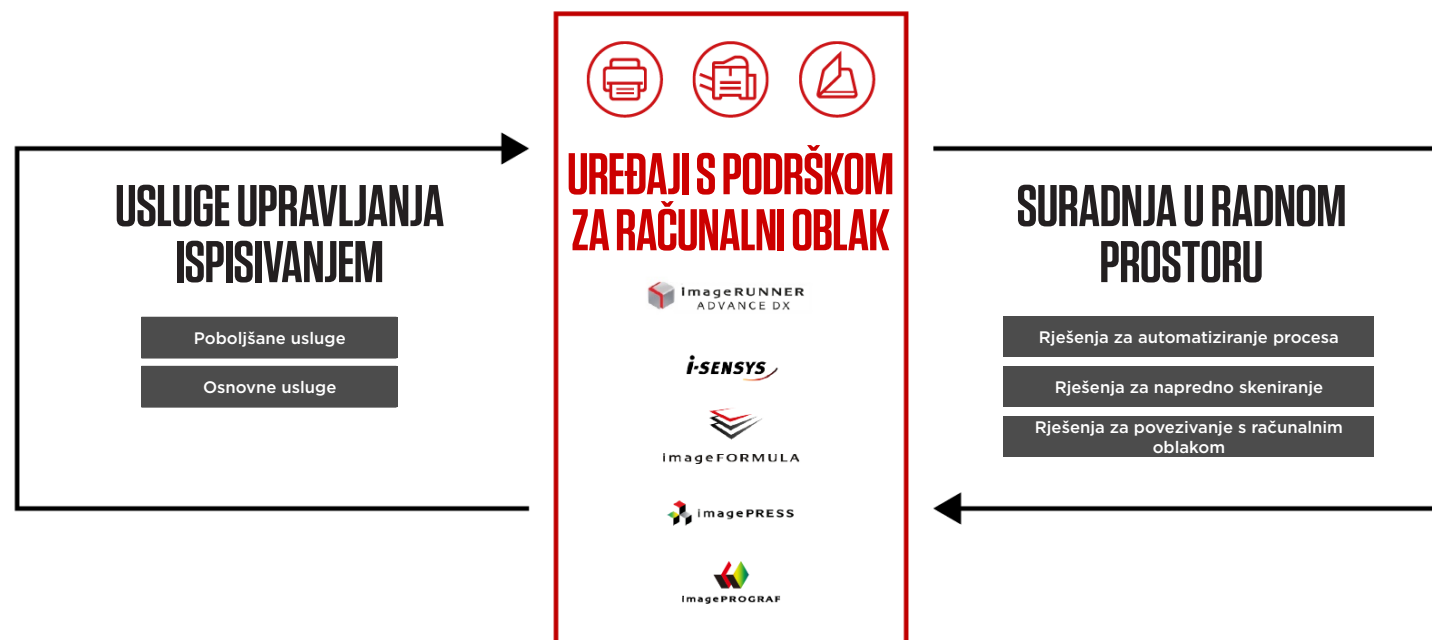 USLUGE UPRAVLJANJA
ISPISIVANJEM
Poboljšane usluge
Osnovne usluge
UREĐAJI S PODRŠKOM
ZA RAČUNALNI OBLAK
imageRUNNER
ADVANCE DX
i-SENSYS
imageFORMULA
imagePRESS
imagePROGRAF
SURADNJA U RADNOM
PROSTORU
Rješenja za automatiziranje procesa
Rješenja za napredno skeniranje
Rješenja za povezivanje s računalnim
oblakom